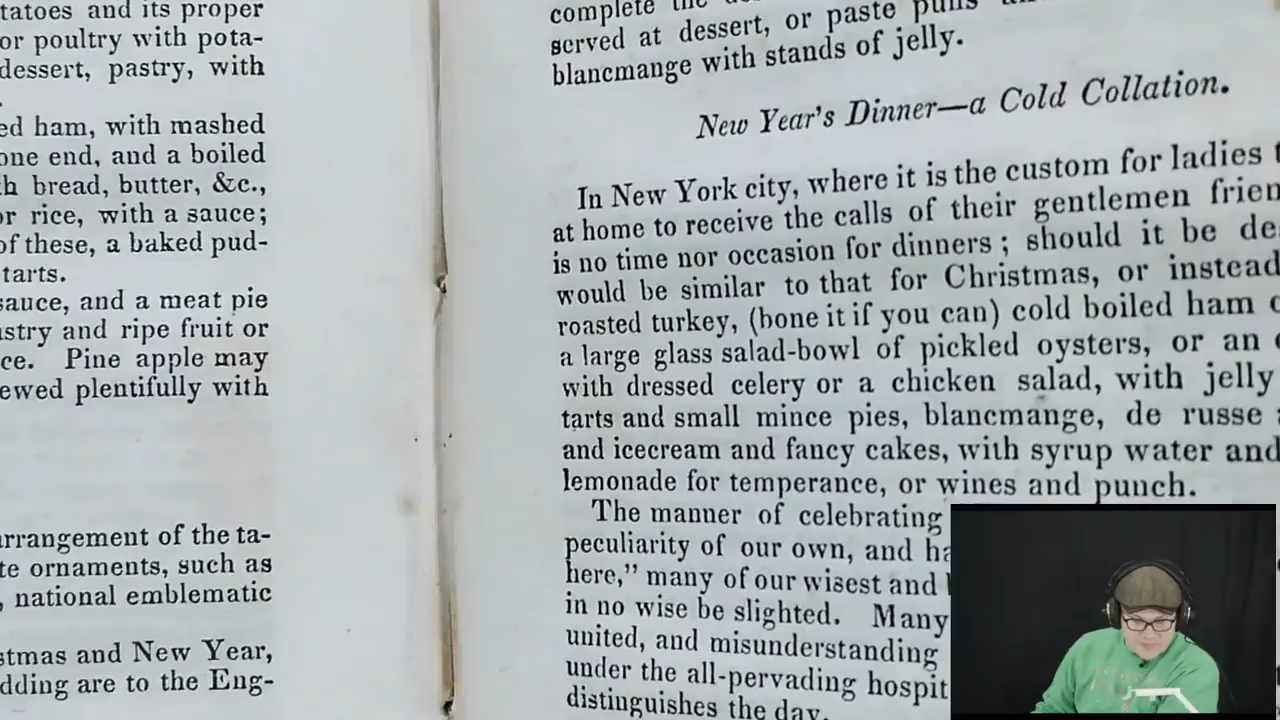 tatoes and its proper
or poultry with pota-
dessert, pastry, with
ed ham, with mashed
one end, and a boiled
h bread, butter, &c.,
or rice, with a sauce;
of these, a baked pud-
tarts.
sauce, and a meat pie
astry and ripe fruit or
ce. Pine apple may
ewed plentifully with
arrangement of the ta-
te ornaments, such as
, national emblematic
stmas and New Year,
dding are to the Eng-
complete the
served at dessert, or paste puffs
blancmange with stands of jelly.
New Year's Dinner—a Cold Collation.
In New York city, where it is the custom for ladies
at home to receive the calls of their gentlemen frien
is no time nor occasion for dinners; should it be de
would be similar to that for Christmas, or instead
roasted turkey, (bone it if you can) cold boiled ham
a large glass salad-bowl of pickled oysters, or an
with dressed celery or a chicken salad, with jelly
tarts and small mince pies, blancmange, de russe
and icecream and fancy cakes, with syrup water and
lemonade for temperance, or wines and punch.
The manner of celebrating
peculiarity of our own, and ha
here," many of our wisest and
in no wise be slighted. Many
united, and misunderstanding
under the all-pervading hospit
distinguishes the day.